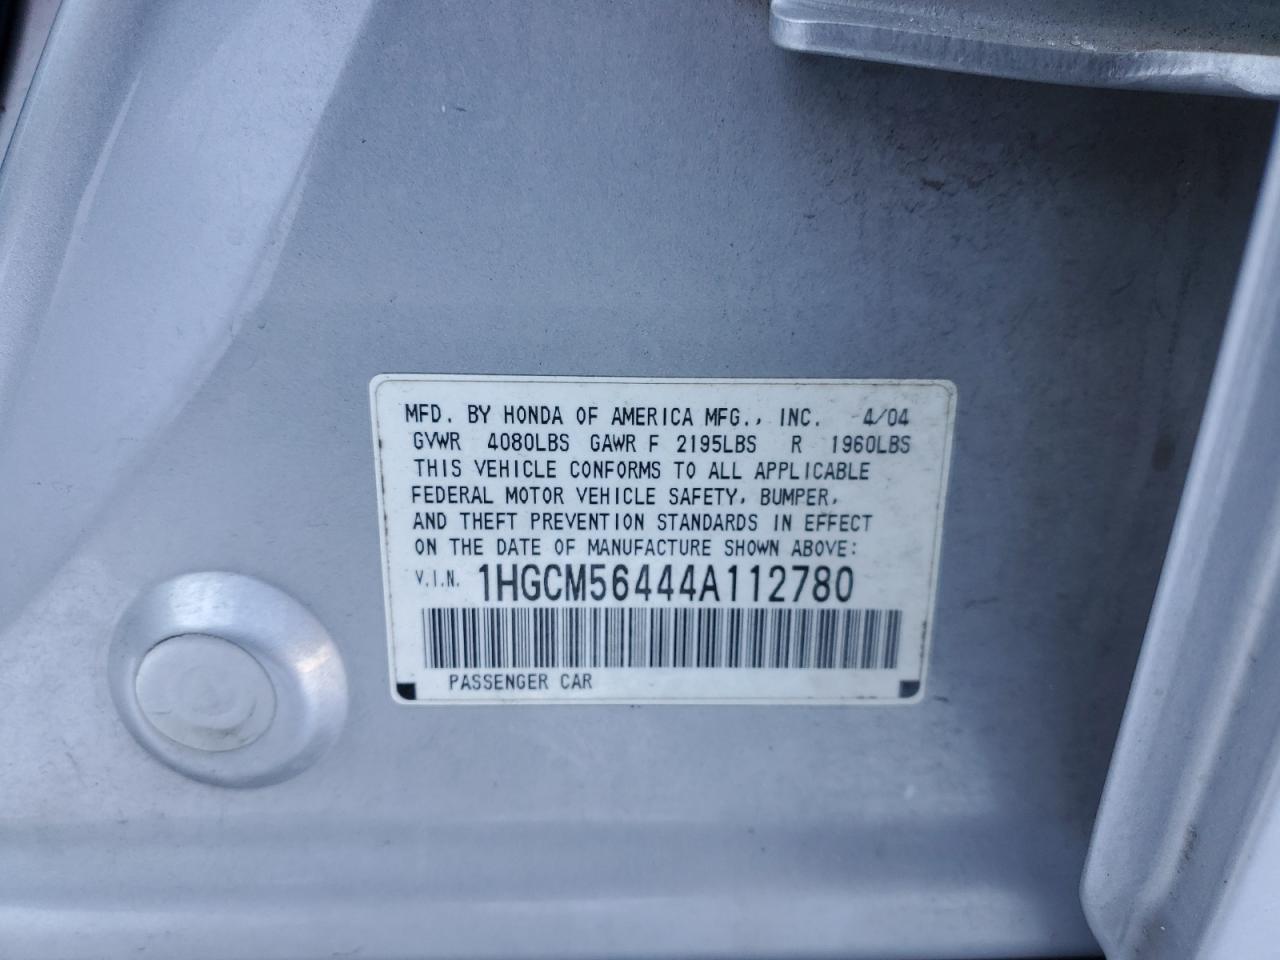 MFD. BY HONDA OF AMERICA MFG., INC. 4/04
GVWR 4080LBS GAWR F 2195LBS R 1960LBS
THIS VEHICLE CONFORMS TO ALL APPLICABLE
FEDERAL MOTOR VEHICLE SAFETY, BUMPER,
AND THEFT PREVENTION STANDARDS IN EFFECT
ON THE DATE OF MANUFACTURE SHOWN ABOVE:
V.I.N. 1HGCM56444A112780
PASSENGER CAR